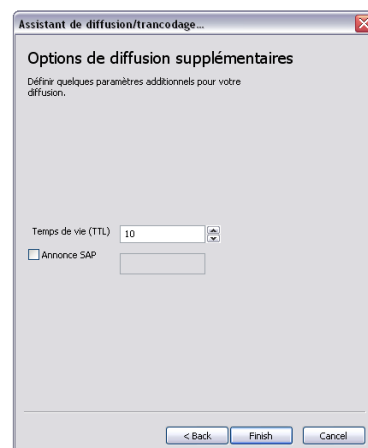 Assistant de diffusion/trancodage...
Options de diffusion supplémentaires
Définir quelques paramètres additionnels pour votre
diffusion.
Temps de vie (TTL) 10
Annonce SAP
< Back Finish Cancel